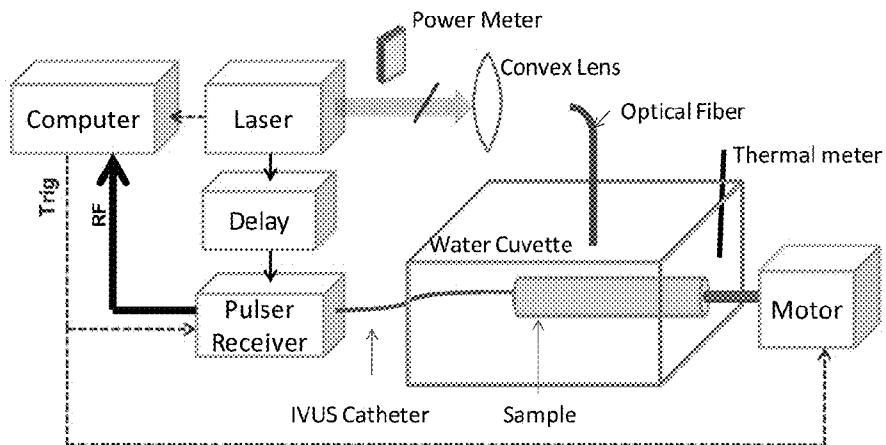 Power Meter
Convex Lens
Computer
Laser
Optical Fiber
Thermal meter
Trig
RF
Delay
Water Cuvette
Pulser
Receiver
Motor
IVUS Catheter
Sample